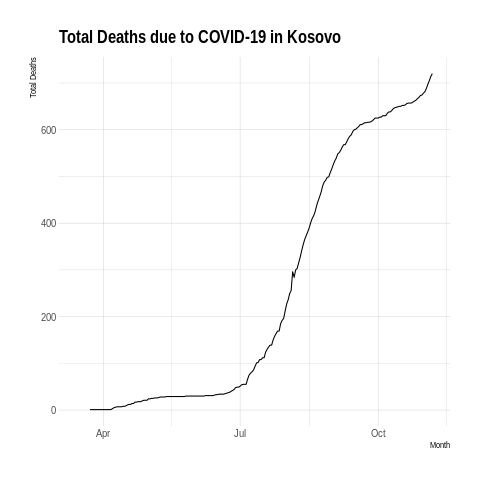 Total Deaths due to COVID-19 in Kosovo
Total Deaths
600
400
200
0
Apr
Jul
Oct
Month